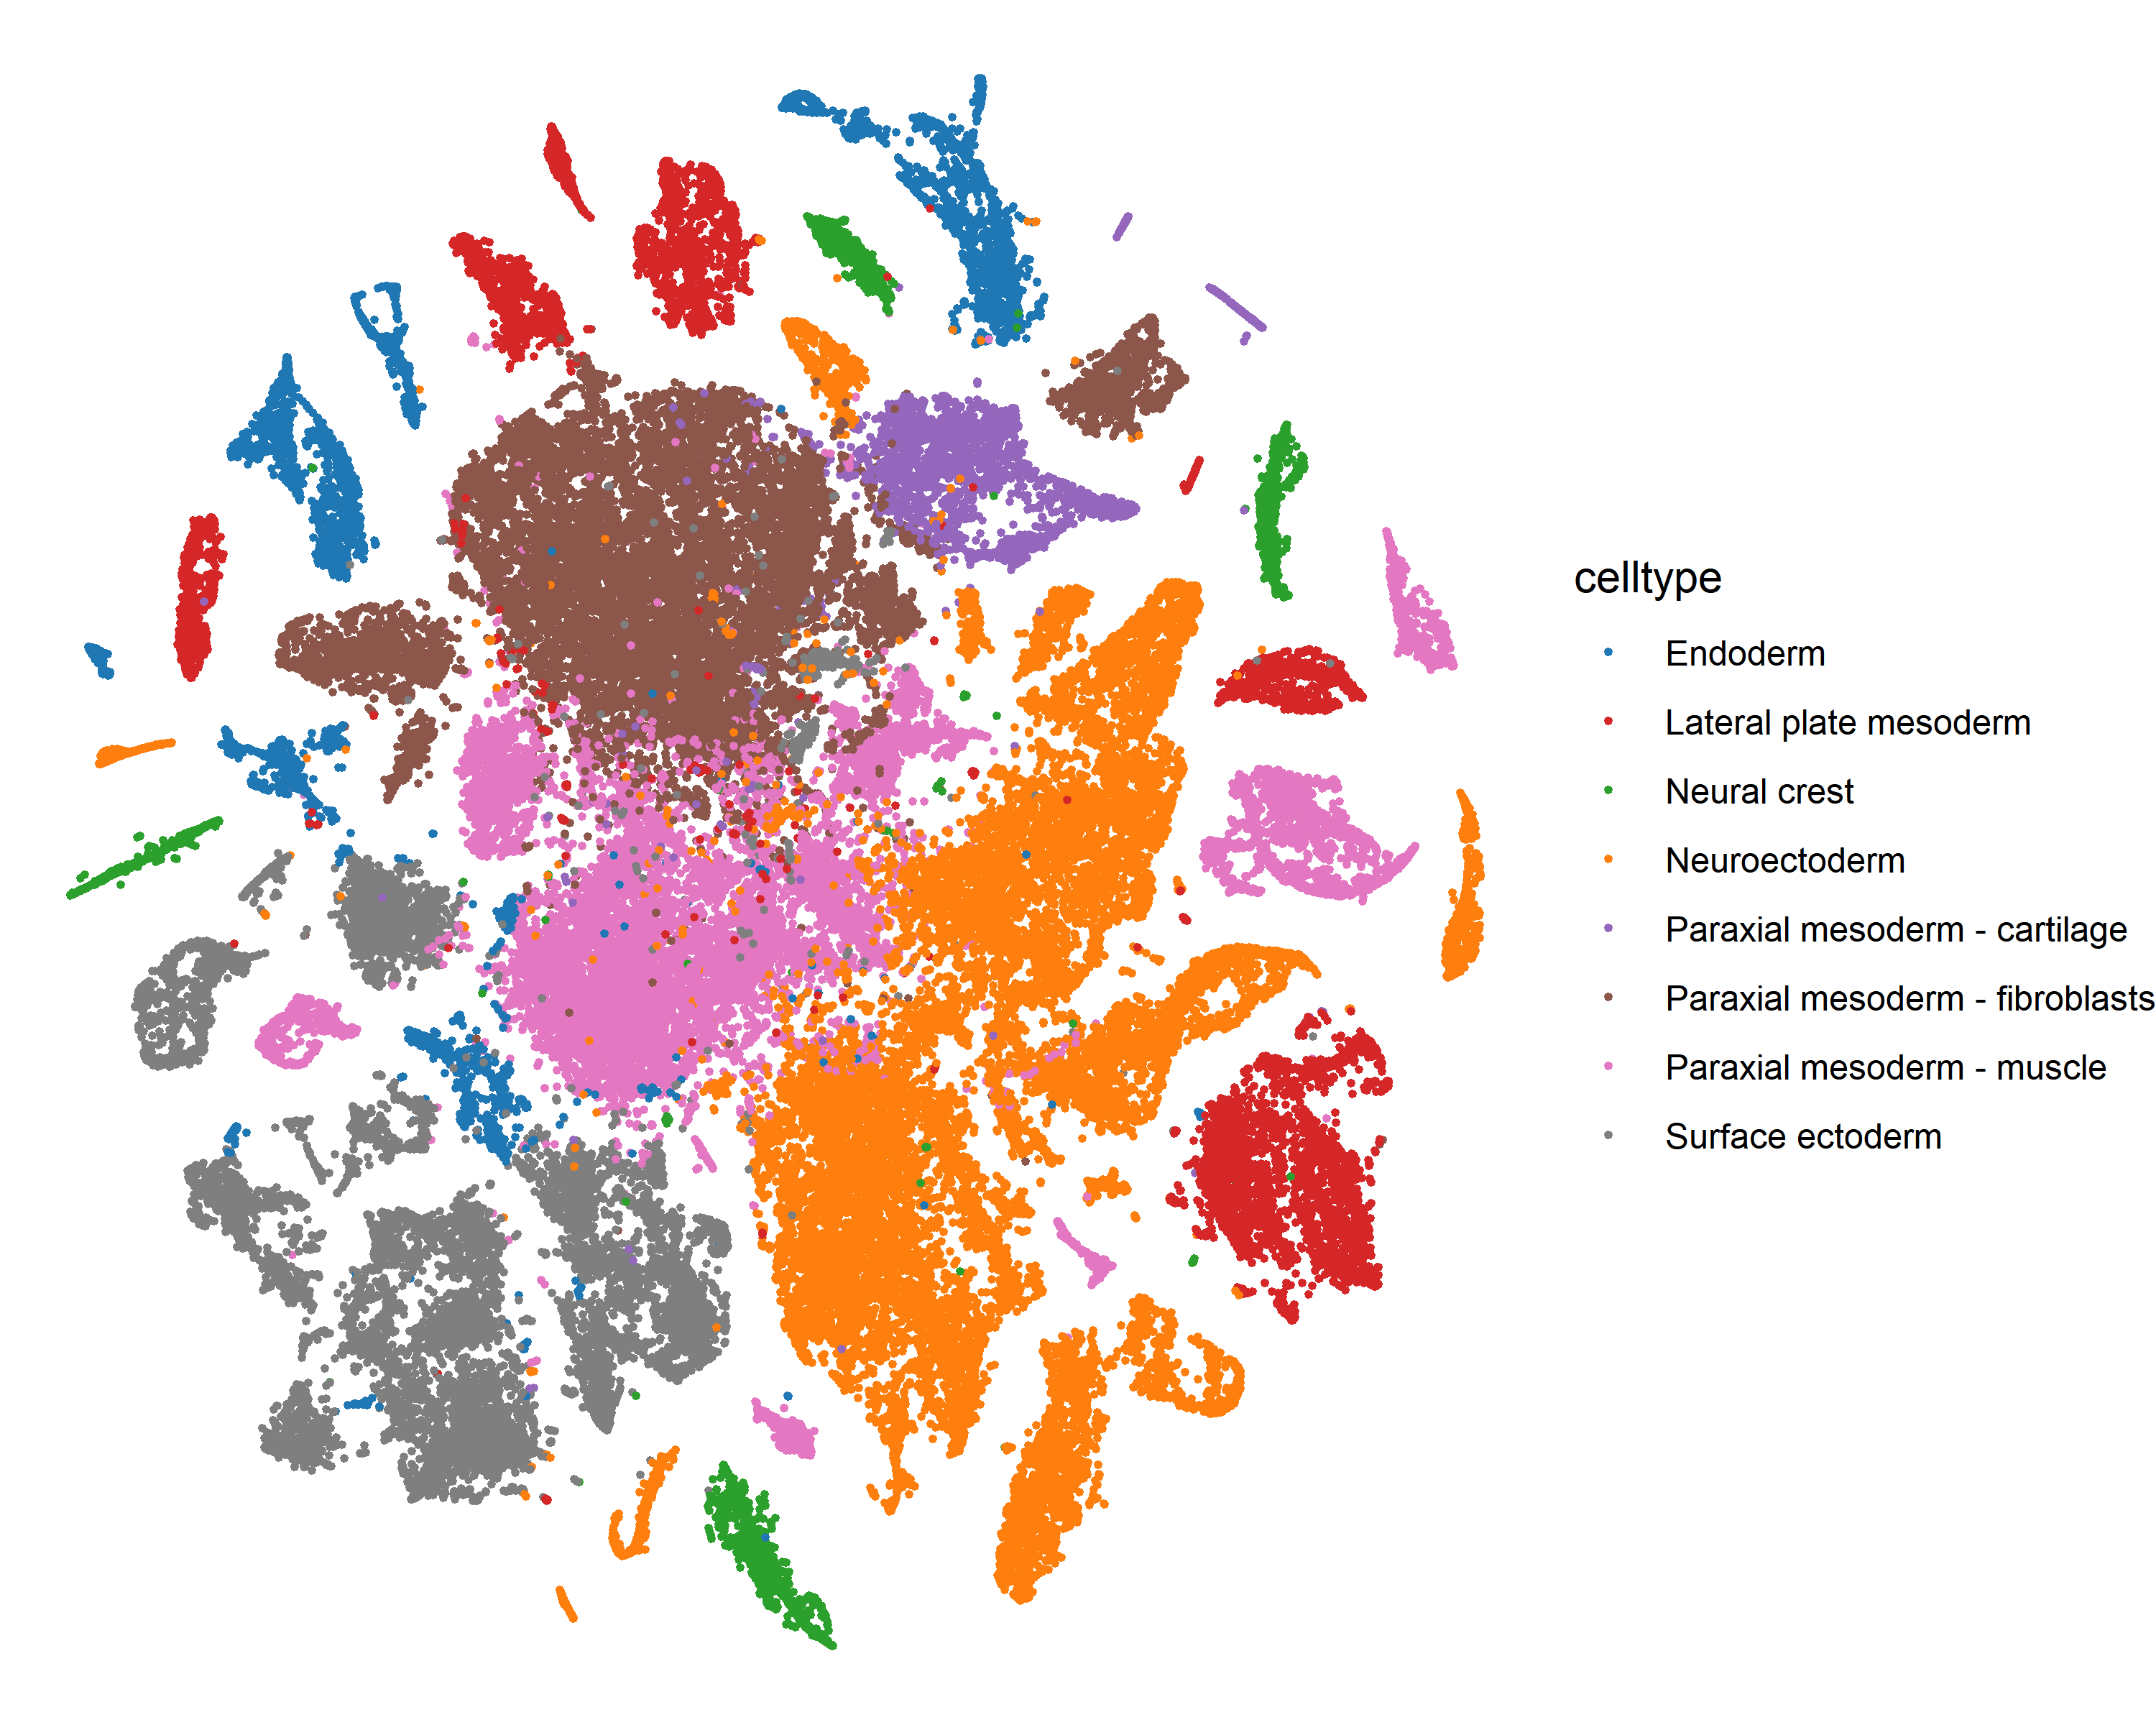 celltype
Endoderm
Lateral plate mesoderm
Neural crest
Neuroectoderm
Paraxial mesoderm - cartilage
Paraxial mesoderm - fibroblasts
Paraxial mesoderm - muscle
Surface ectoderm